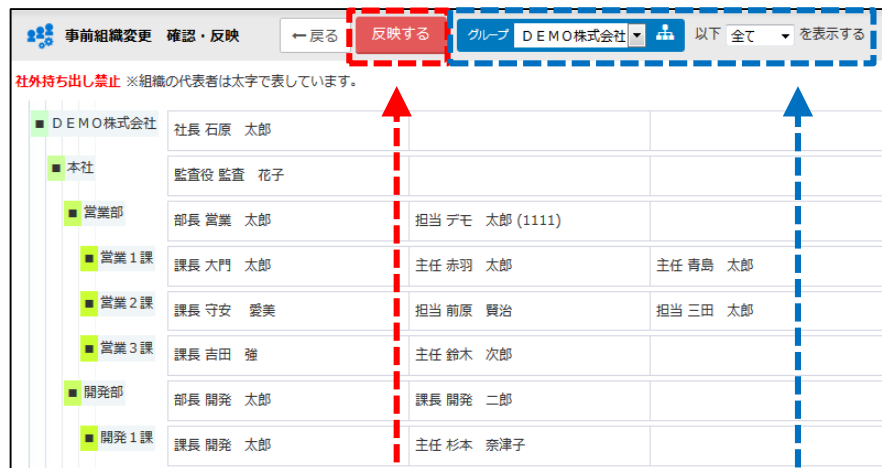 事前組織変更 確認・反映 ←戻る 反映する グループ DEMO株式会社 以下 全て を表示する
社外持ち出し禁止 ※組織の代表者は太字で表しています。
■ DEMO株式会社 社長 石原 太郎
■ 本社 監査役 監査 花子
■ 営業部 部長 営業 太郎 担当 デモ 太郎 (1111)
■ 営業1課 課長 大門 太郎 主任 赤羽 太郎 主任 青島 太郎
■ 営業2課 課長 守安 愛美 担当 前原 賢治 担当 三田 太郎
■ 営業3課 課長 吉田 強 主任 鈴木 次郎
■ 開発部 部長 開発 太郎 課長 開発 二郎
■ 開発1課 課長 開発 太郎 主任 杉本 奈津子